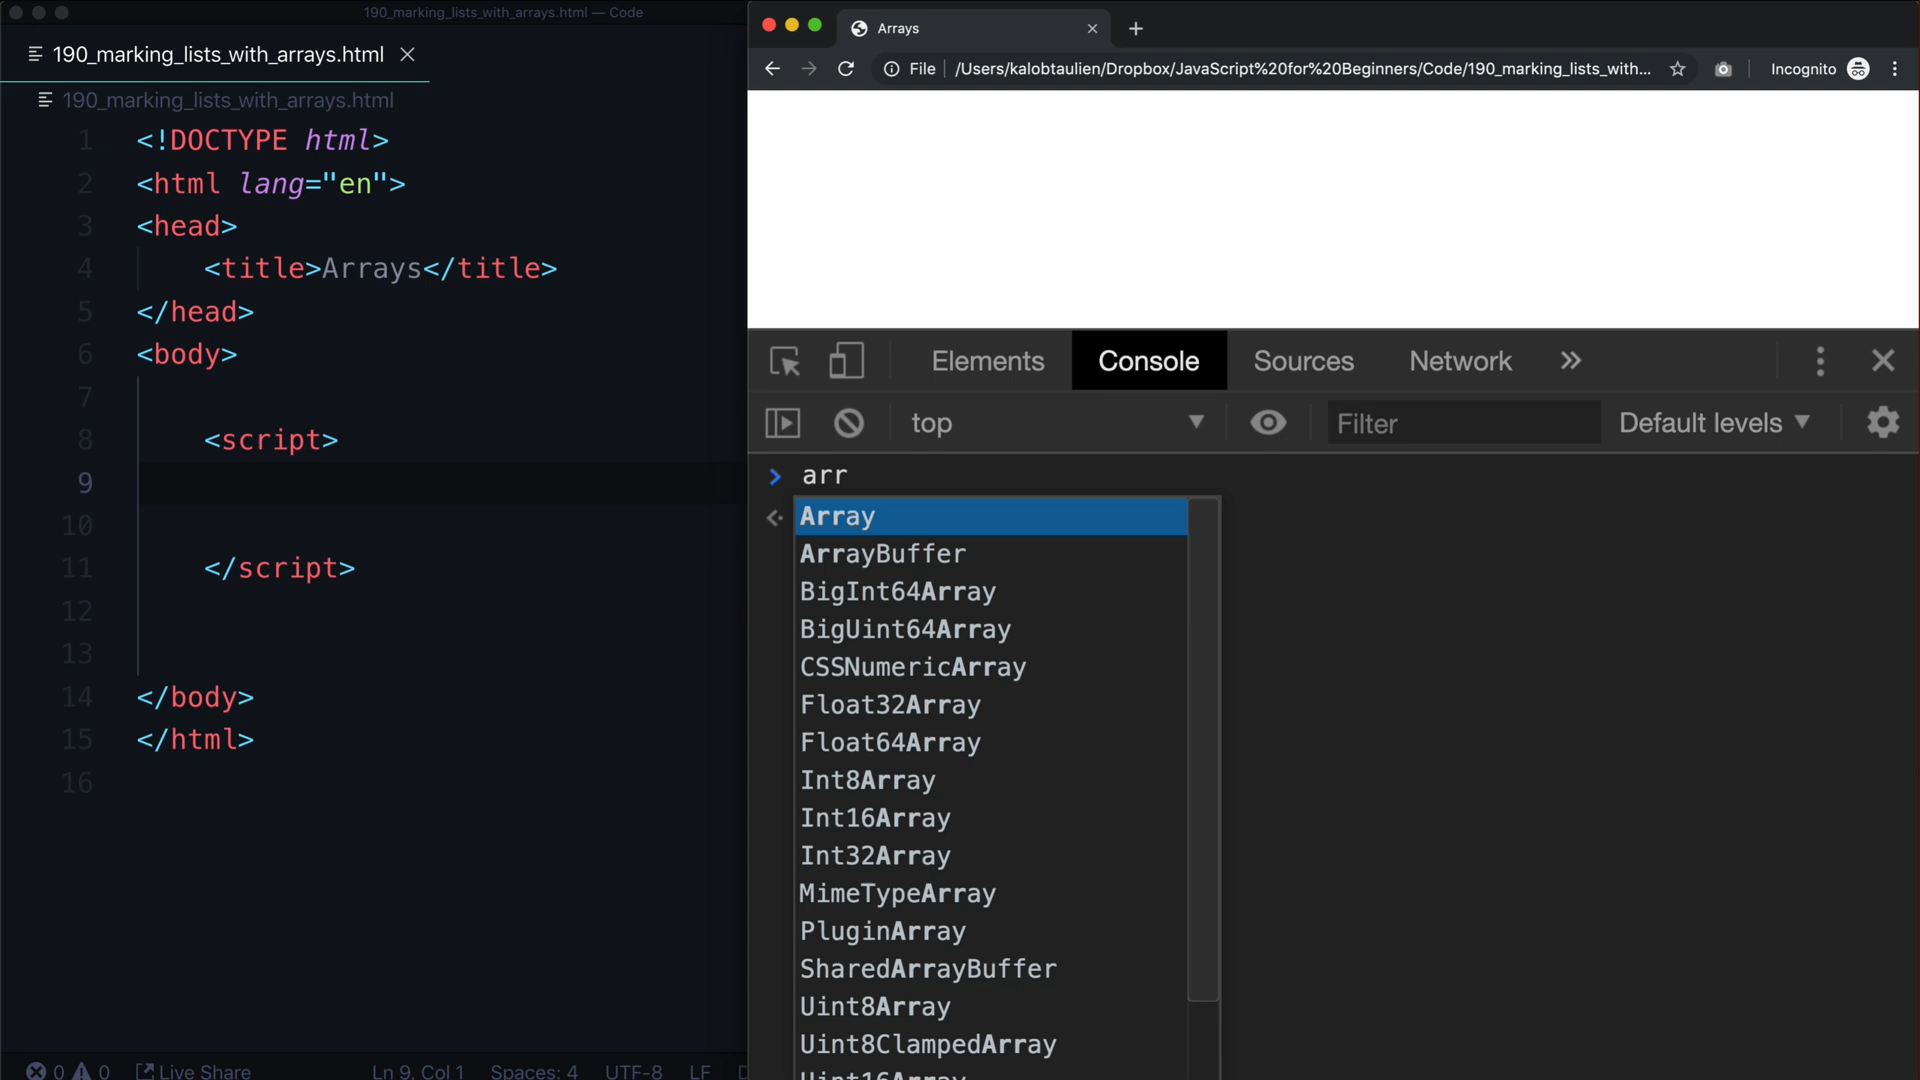 190_marking_lists_with_arrays.html — Code
190_marking_lists_with_arrays.html
190_marking_lists_with_arrays.html
1 <!DOCTYPE html>
2 <html lang="en">
3 <head>
4 <title>Arrays</title>
5 </head>
6 <body>
7
8 <script>
9
10
11 </script>
12
13
14 </body>
15 </html>
16
0 0 Live Share Ln 9, Col 1 Spaces: 4 UTF-8 LF
Arrays
File /Users/kalobtaulien/Dropbox/JavaScript%20for%20Beginners/Code/190_marking_lists_with... Incognito
Elements Console Sources Network
top Filter Default levels
arr
Array
ArrayBuffer
BigInt64Array
BigUint64Array
CSSNumericArray
Float32Array
Float64Array
Int8Array
Int16Array
Int32Array
MimeTypeArray
PluginArray
SharedArrayBuffer
Uint8Array
Uint8ClampedArray
Uint16Array